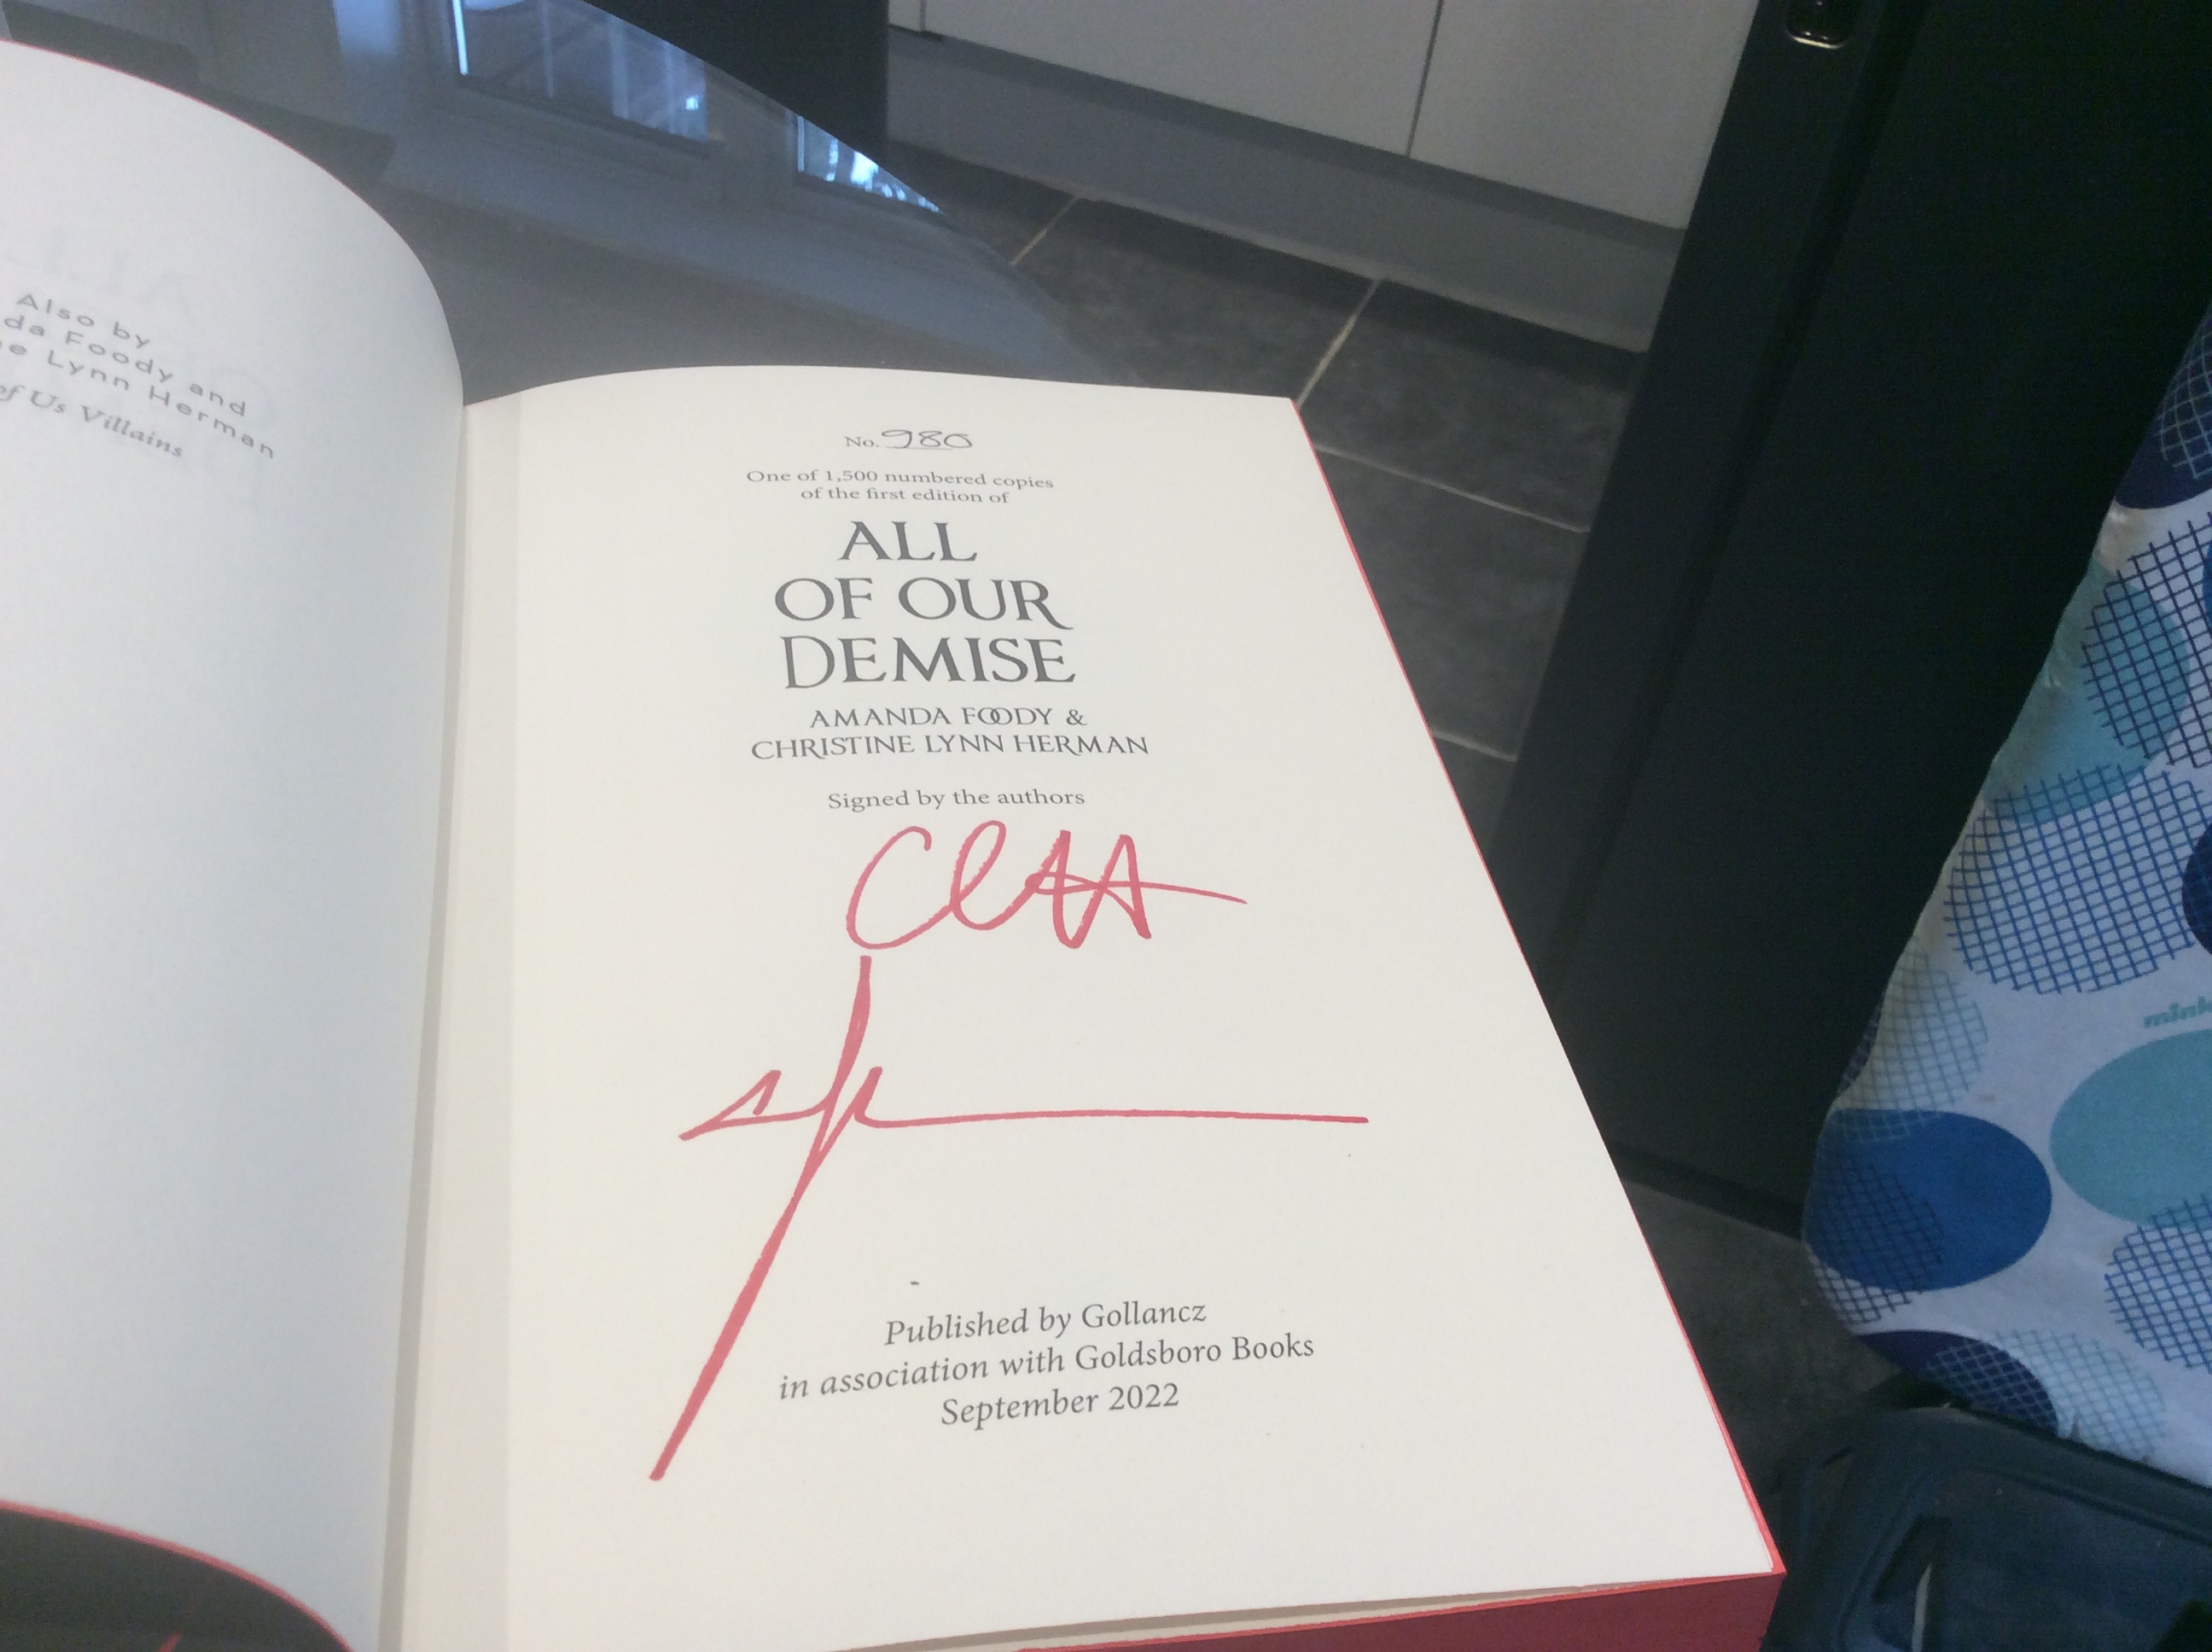 Also by
da Foody and
ne Lynn Herman
of Us Villains
No. 980
One of 1,500 numbered copies
of the first edition of
ALL
OF OUR
DEMISE
AMANDA FOODY &
CHRISTINE LYNN HERMAN
Signed by the authors
Published by Gollancz
in association with Goldsboro Books
September 2022